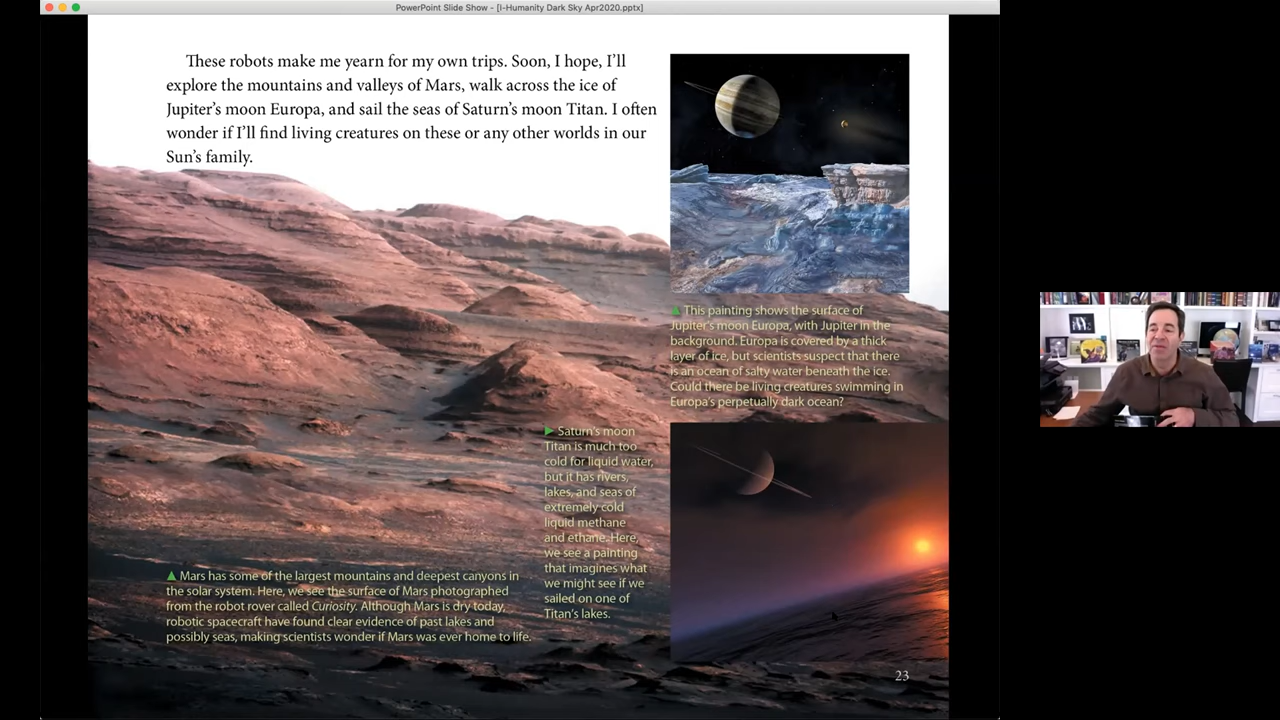 PowerPoint Slide Show - [I-Humanity Dark Sky Apr2020.pptx]
These robots make me yearn for my own trips. Soon, I hope, I’ll
explore the mountains and valleys of Mars, walk across the ice of
Jupiter’s moon Europa, and sail the seas of Saturn’s moon Titan. I often
wonder if I’ll find living creatures on these or any other worlds in our
Sun’s family.
▲ This painting shows the surface of
Jupiter’s moon Europa, with Jupiter in the
background. Europa is covered by a thick
layer of ice, but scientists suspect that there
is an ocean of salty water beneath the ice.
Could there be living creatures swimming in
Europa’s perpetually dark ocean?
▶ Saturn’s moon
Titan is much too
cold for liquid water,
but it has rivers,
lakes, and seas of
extremely cold
liquid methane
and ethane. Here,
we see a painting
that imagines what
we might see if we
sailed on one of
Titan’s lakes.
▲ Mars has some of the largest mountains and deepest canyons in
the solar system. Here, we see the surface of Mars photographed
from the robot rover called Curiosity. Although Mars is dry today,
robotic spacecraft have found clear evidence of past lakes and
possibly seas, making scientists wonder if Mars was ever home to life.
23